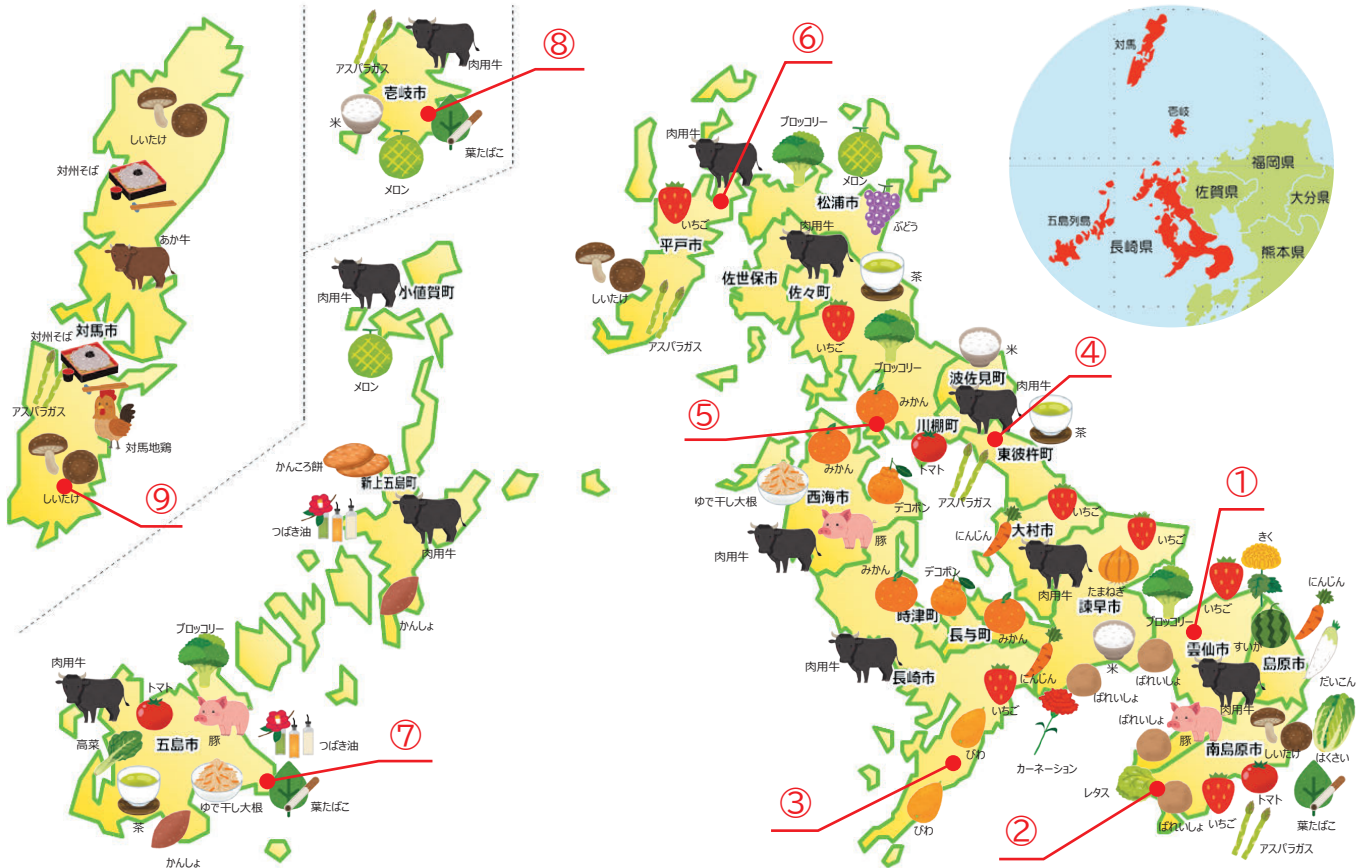 しいたけ
対州そば
あか牛
対馬市
対州そば
アスパラガス
対馬地鶏
しいたけ
⑨
アスパラガス
肉用牛
壱岐市
米
葉たばこ
メロン
⑧
肉用牛
小値賀町
メロン
かんころ餅
新上五島町
つばき油
肉用牛
かんしょ
ブロッコリー
肉用牛
トマト
高菜
五島市
豚
つばき油
茶
ゆで干し大根
葉たばこ
かんしょ
⑦
⑥
肉用牛
ブロッコリー
メロン
松浦市
いちご
ぶどう
平戸市
肉用牛
しいたけ
佐世保市
佐々町
茶
アスパラガス
いちご
ブロッコリー
米
波佐見町
④
肉用牛
⑤
みかん
川棚町
茶
東彼杵町
みかん
トマト
アスパラガス
ゆで干し大根
西海市
デコポン
肉用牛
豚
にんじん
大村市
いちご
いちご
①
きく
みかん
デコポン
肉用牛
たまねぎ
ブロッコリー
いちご
にんじん
時津町
長与町
みかん
諫早市
雲仙市
すいか
島原市
米
ばれいしょ
だいこん
肉用牛
長崎市
にんじん
ばれいしょ
肉用牛
いちご
ばれいしょ
豚
南島原市
しいたけ
はくさい
びわ
カーネーション
レタス
ばれいしょ
いちご
トマト
葉たばこ
アスパラガス
③
びわ
②
対馬
壱岐
福岡県
佐賀県
大分県
五島列島
長崎県
熊本県